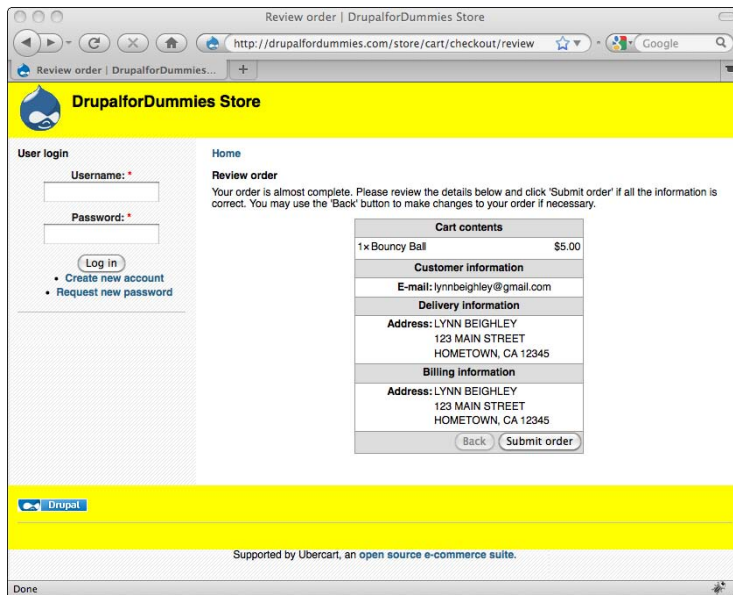 Review order | DrupalforDummies Store
http://drupalfordummies.com/store/cart/checkout/review
Google
Review order | DrupalforDummies...
+
DrupalforDummies Store
User login
Username: *
Password: *
Log in
• Create new account
• Request new password
Home
Review order
Your order is almost complete. Please review the details below and click 'Submit order' if all the information is
correct. You may use the 'Back' button to make changes to your order if necessary.
Cart contents
1× Bouncy Ball $5.00
Customer information
E-mail: lynnbeighley@gmail.com
Delivery information
Address: LYNN BEIGHLEY
123 MAIN STREET
HOMETOWN, CA 12345
Billing information
Address: LYNN BEIGHLEY
123 MAIN STREET
HOMETOWN, CA 12345
Back Submit order
Drupal
Supported by Ubercart, an open source e-commerce suite.
Done